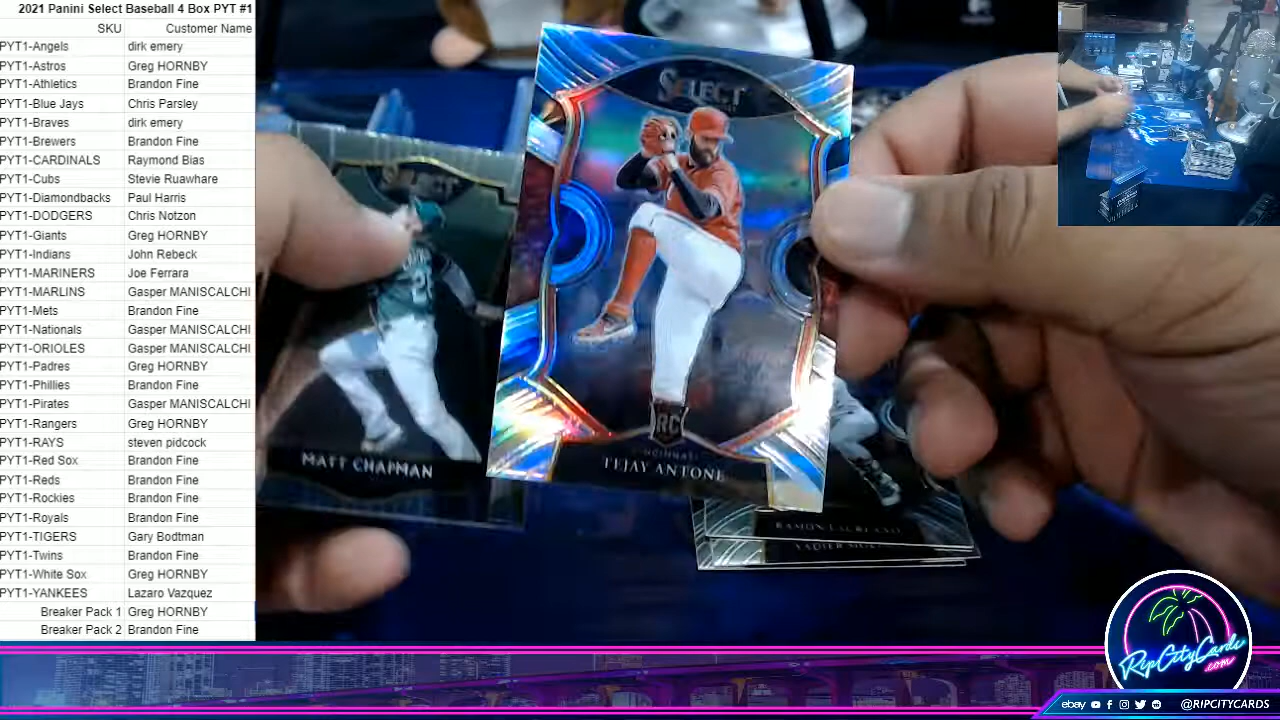 2021 Panini Select Baseball 4 Box PYT #1
SKU Customer Name
PYT1-Angels dirk emery
PYT1-Astros Greg HORNBY
PYT1-Athletics Brandon Fine
PYT1-Blue Jays Chris Parsley
PYT1-Braves dirk emery
PYT1-Brewers Brandon Fine
PYT1-CARDINALS Raymond Bias
PYT1-Cubs Stevie Ruawhare
PYT1-Diamondbacks Paul Harris
PYT1-DODGERS Chris Notzon
PYT1-Giants Greg HORNBY
PYT1-Indians John Rebeck
PYT1-MARINERS Joe Ferrara
PYT1-MARLINS Gasper MANISCALCHI
PYT1-Mets Brandon Fine
PYT1-Nationals Gasper MANISCALCHI
PYT1-ORIOLES Gasper MANISCALCHI
PYT1-Padres Greg HORNBY
PYT1-Phillies Brandon Fine
PYT1-Pirates Gasper MANISCALCHI
PYT1-Rangers Greg HORNBY
PYT1-RAYS steven pidcock
PYT1-Red Sox Brandon Fine
PYT1-Reds Brandon Fine
PYT1-Rockies Brandon Fine
PYT1-Royals Brandon Fine
PYT1-TIGERS Gary Bodtman
PYT1-Twins Brandon Fine
PYT1-White Sox Greg HORNBY
PYT1-YANKEES Lazaro Vazquez
Breaker Pack 1 Greg HORNBY
Breaker Pack 2 Brandon Fine
SELECT
RC
CINCINNATI
TEJAY ANTONE
MATT CHAPMAN
RAMON LAUREANO
YADIER
RipCityCards
.com
ebay @RIPCITYCARDS